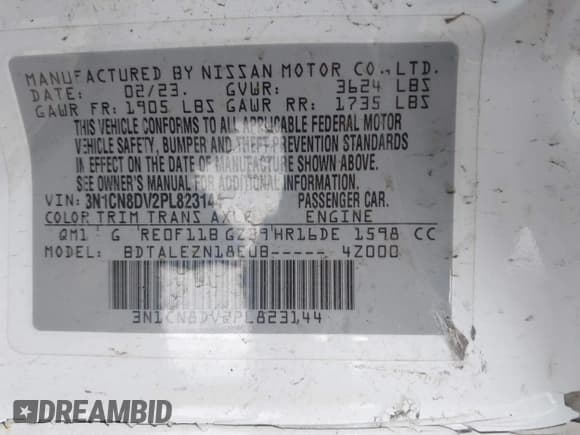 MANUFACTURED BY NISSAN MOTOR CO., LTD.
DATE: 02/23. GVWR: 3624 LBS
GAWR FR: 1905 LBS GAWR RR: 1735 LBS
THIS VEHICLE CONFORMS TO ALL APPLICABLE FEDERAL MOTOR
VEHICLE SAFETY, BUMPER AND THEFT PREVENTION STANDARDS
IN EFFECT ON THE DATE OF MANUFACTURE SHOWN ABOVE.
SEE OWNER'S MANUAL FOR ADDITIONAL INFORMATION.
VIN: 3N1CN8DV2PL823144 PASSENGER CAR.
COLOR TRIM TRANS AXLE ENGINE
QM1 G RE0F11B GZ39 HR16DE 1598 CC
MODEL: BDTALEZN18EUB----- 4Z000
3N1CN8DV2PL823144
DREAMBID